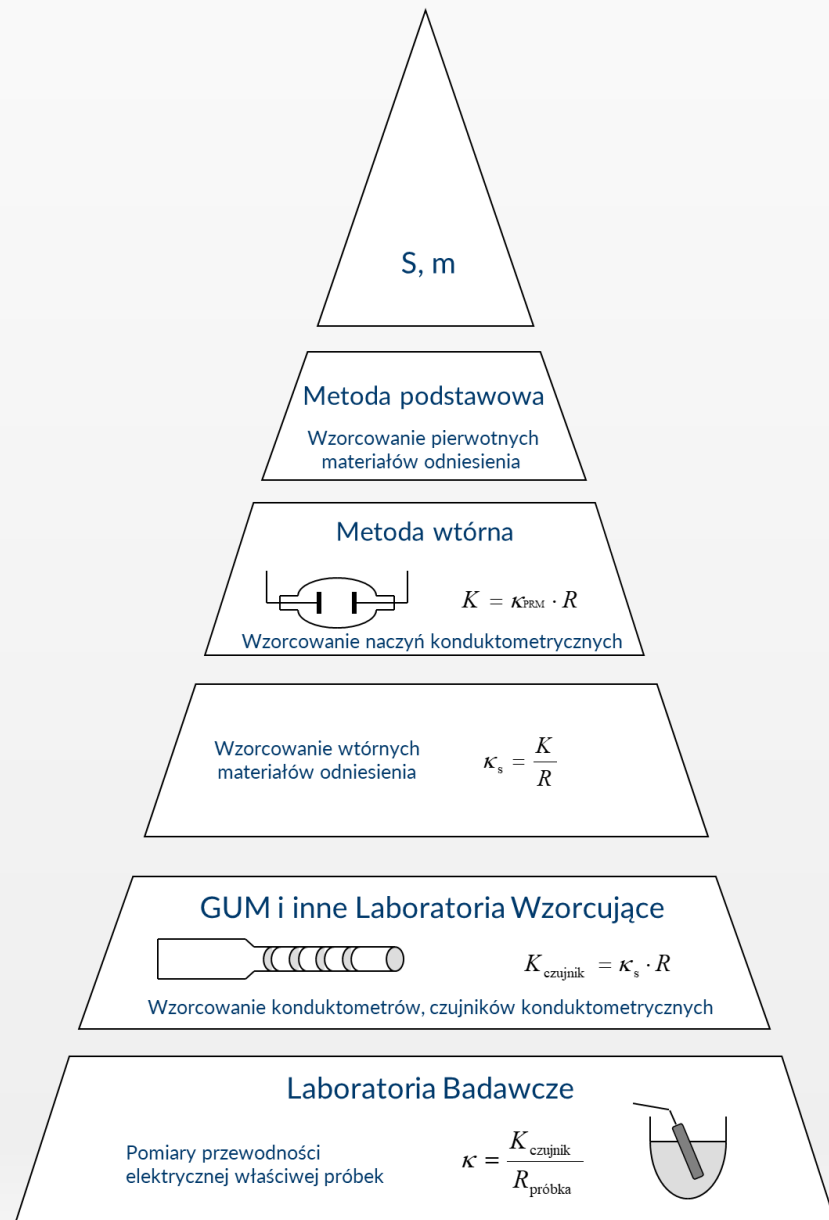 S, m
Metoda podstawowa
Wzorcowanie pierwotnych
materiałów odniesienia
Metoda wtórna
K = κPRM · R
Wzorcowanie naczyń konduktometrycznych
Wzorcowanie wtórnych
materiałów odniesienia
κs = K/R
GUM i inne Laboratoria Wzorcujące
Kczujnik = κs · R
Wzorcowanie konduktometrów, czujników konduktometrycznych
Laboratoria Badawcze
Pomiary przewodności
elektrycznej właściwej próbek
κ = Kczujnik/Rpróbka